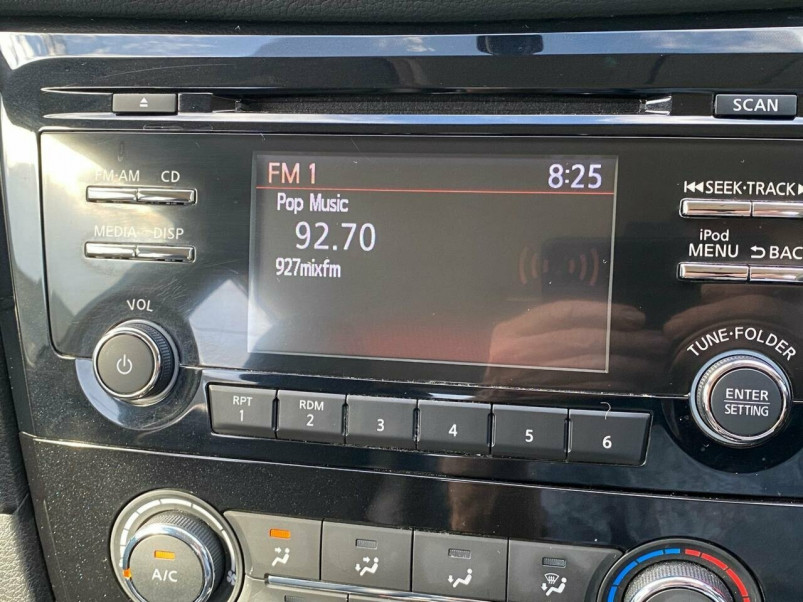 SCAN
FM·AM CD
FM 1 8:25
SEEK·TRACK
Pop Music
92.70
927mixfm
MEDIA DISP
iPod
MENU BAC
VOL
TUNE·FOLDER
ENTER
SETTING
RPT
1
RDM
2
3
4
5
6
A/C